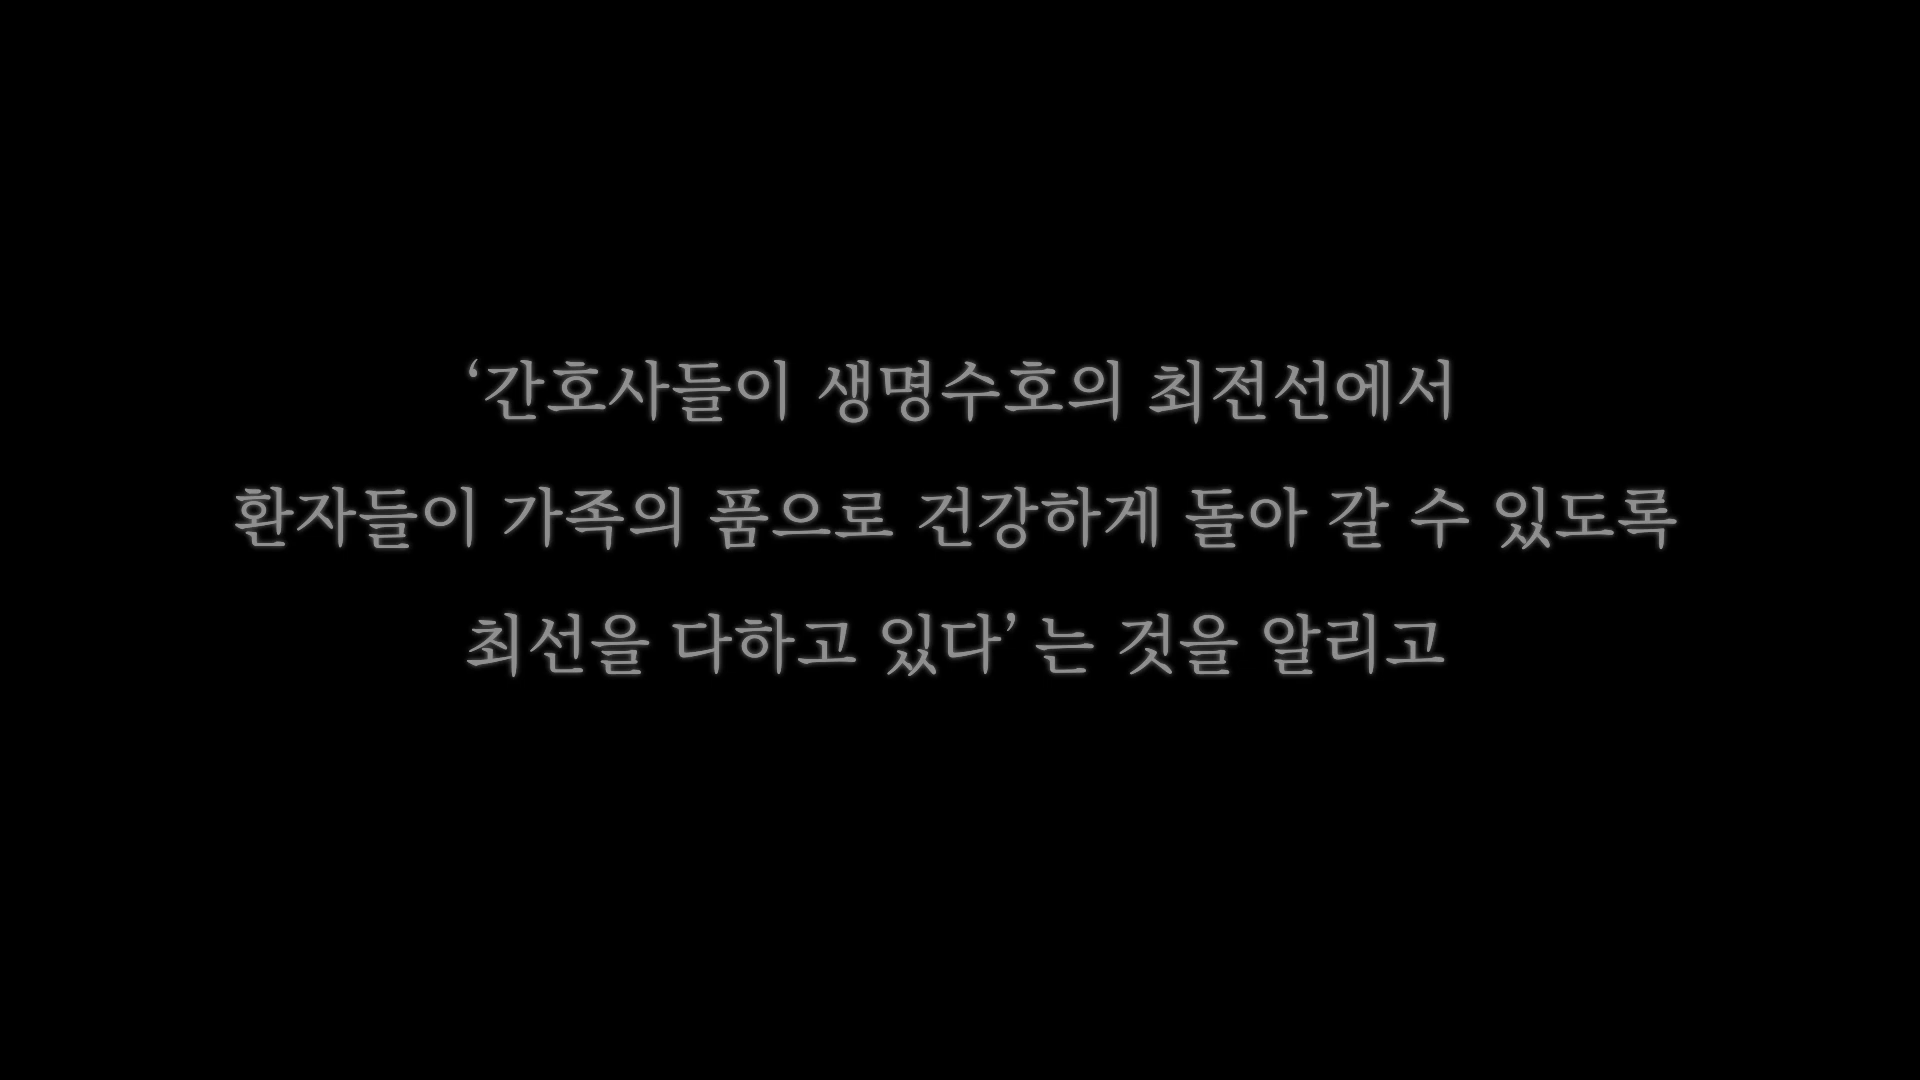 ‘간호사들이 생명수호의 최전선에서
환자들이 가족의 품으로 건강하게 돌아 갈 수 있도록
최선을 다하고 있다’ 는 것을 알리고